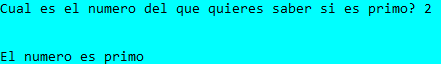 Cual es el numero del que quieres saber si es primo? 2
El numero es primo